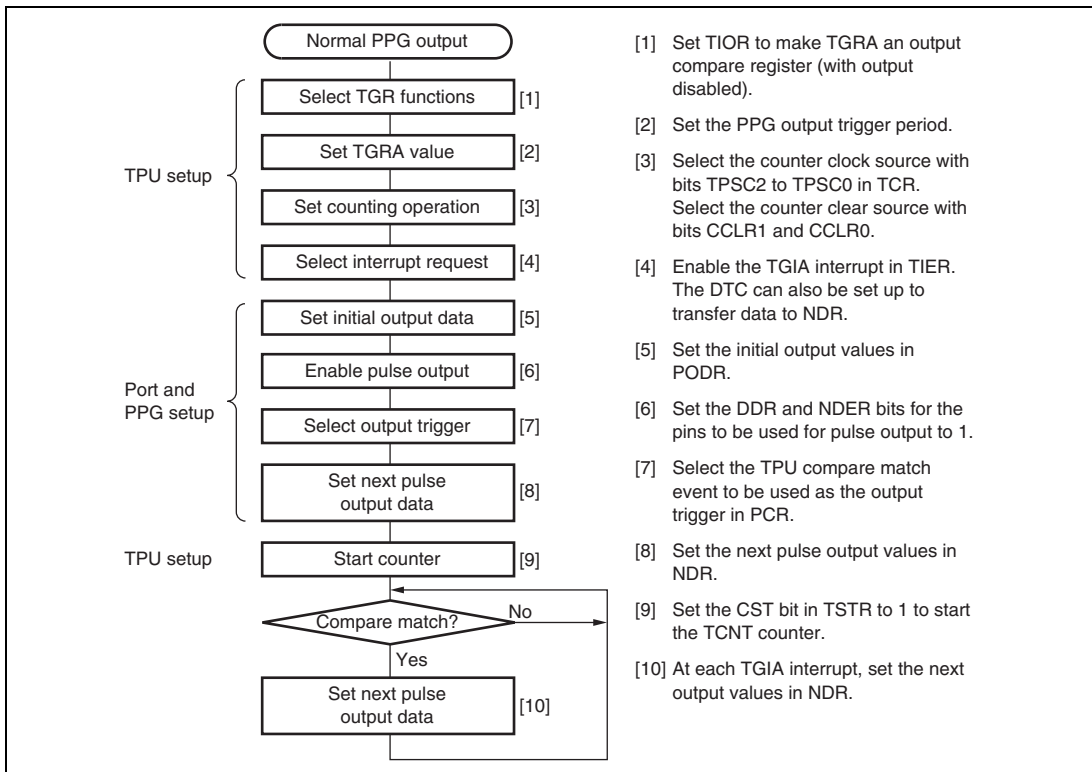 Normal PPG output
TPU setup
Select TGR functions [1]
Set TGRA value [2]
Set counting operation [3]
Select interrupt request [4]
Port and
PPG setup
Set initial output data [5]
Enable pulse output [6]
Select output trigger [7]
Set next pulse
output data [8]
TPU setup
Start counter [9]
Compare match?
No
Yes
Set next pulse
output data [10]
[1] Set TIOR to make TGRA an output
compare register (with output
disabled).
[2] Set the PPG output trigger period.
[3] Select the counter clock source with
bits TPSC2 to TPSC0 in TCR.
Select the counter clear source with
bits CCLR1 and CCLR0.
[4] Enable the TGIA interrupt in TIER.
The DTC can also be set up to
transfer data to NDR.
[5] Set the initial output values in
PODR.
[6] Set the DDR and NDER bits for the
pins to be used for pulse output to 1.
[7] Select the TPU compare match
event to be used as the output
trigger in PCR.
[8] Set the next pulse output values in
NDR.
[9] Set the CST bit in TSTR to 1 to start
the TCNT counter.
[10] At each TGIA interrupt, set the next
output values in NDR.